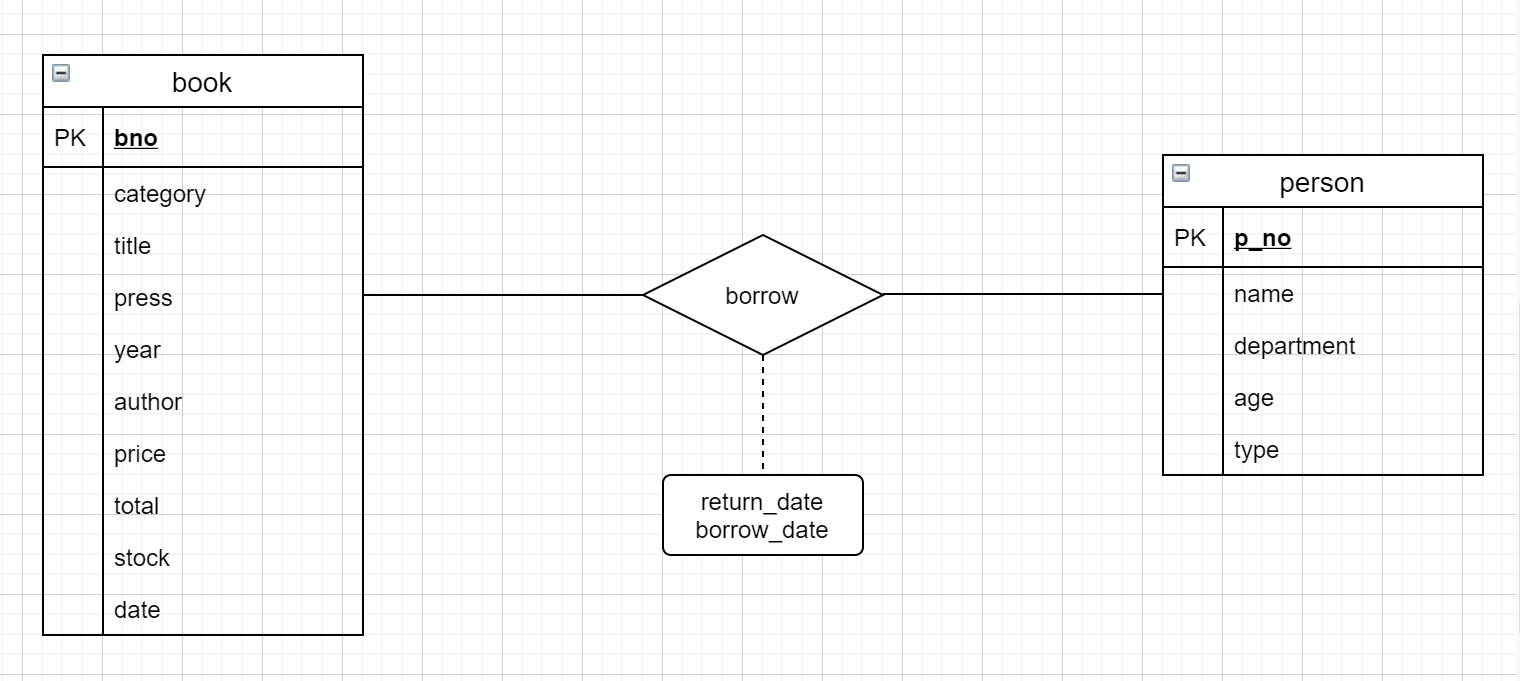 book
PK bno
category
title
press
year
author
price
total
stock
date
borrow
return_date
borrow_date
person
PK p_no
name
department
age
type